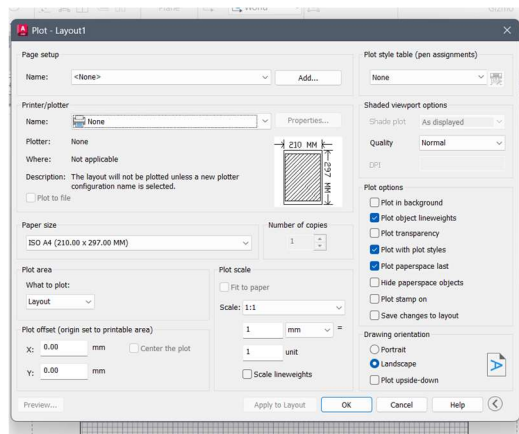 Plot - Layout1
Page setup
Name: <None> Add...
Plot style table (pen assignments)
None
Printer/plotter
Name: None Properties...
Plotter: None
Where: Not applicable
Description: The layout will not be plotted unless a new plotter
configuration name is selected.
Plot to file
210 MM
297 MM
Shaded viewport options
Shade plot As displayed
Quality Normal
DPI
Paper size
ISO A4 (210.00 x 297.00 MM)
Number of copies
1
Plot options
Plot in background
Plot object lineweights
Plot transparency
Plot with plot styles
Plot paperspace last
Hide paperspace objects
Plot stamp on
Save changes to layout
Plot area
What to plot:
Layout
Plot scale
Fit to paper
Scale: 1:1
1 mm =
1 unit
Scale lineweights
Plot offset (origin set to printable area)
X: 0.00 mm Center the plot
Y: 0.00 mm
Drawing orientation
Portrait
Landscape
Plot upside-down
A
Preview... Apply to Layout OK Cancel Help